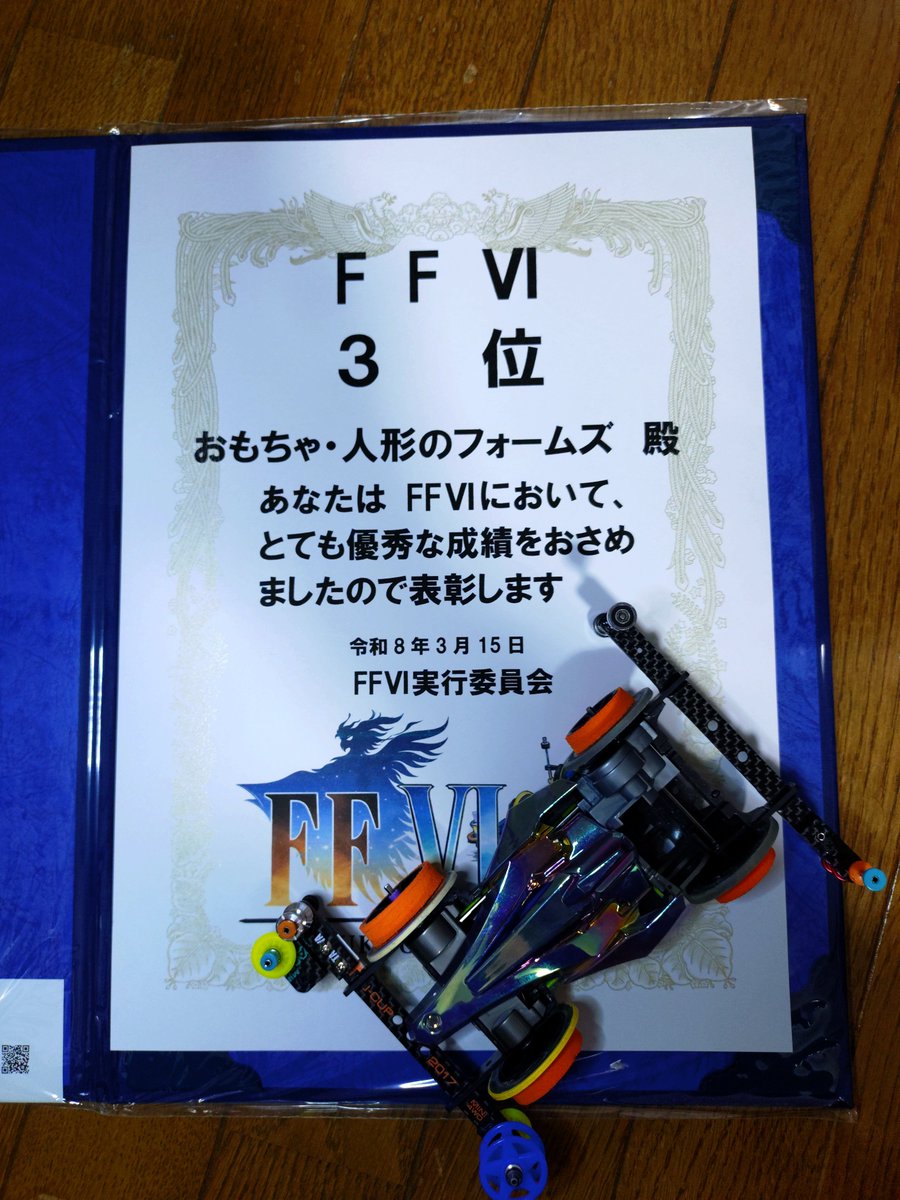 FFⅥ
3位
おもちゃ・人形のフォームズ 殿
あなたは FFⅥにおいて、
とても優秀な成績をおさめ
ましたので表彰します
令和8年3月15日
FFⅥ実行委員会
FFⅥ
J-CUP
2017